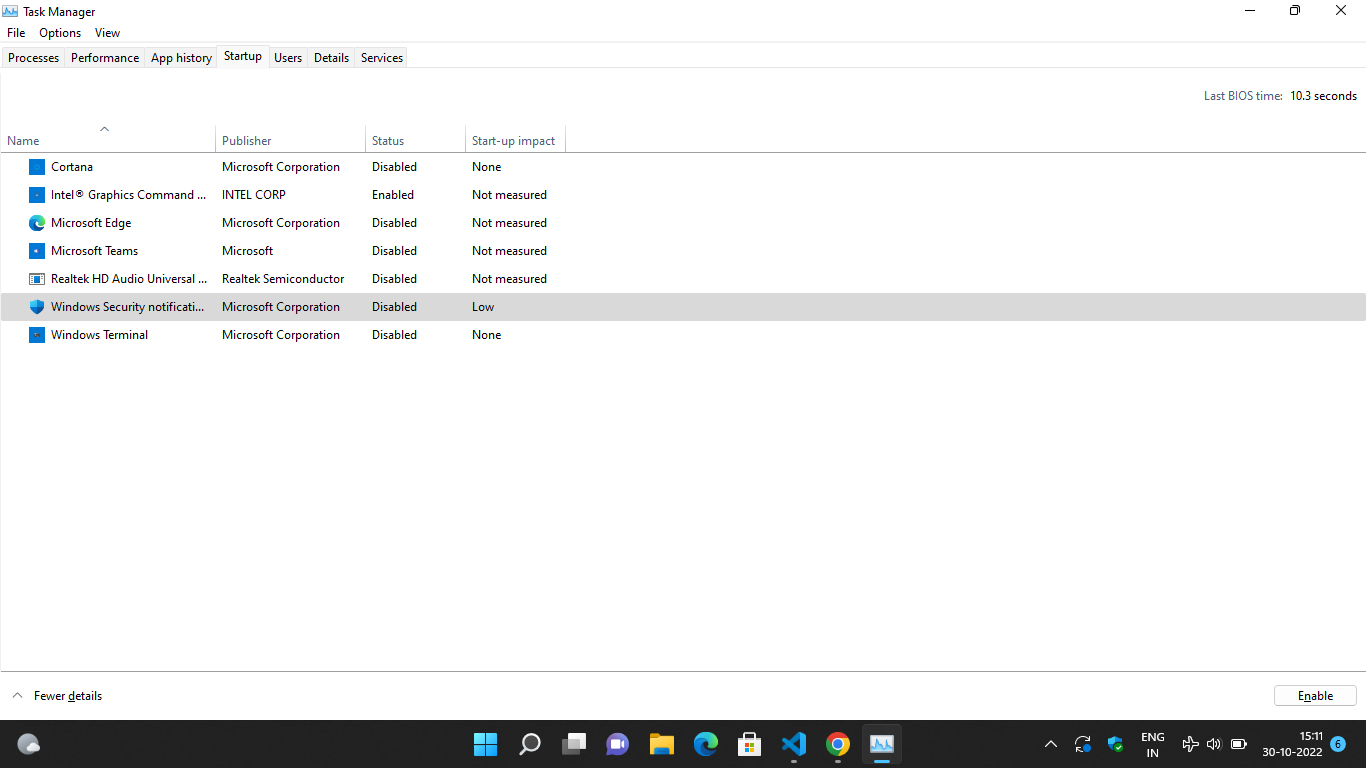 Task Manager
File Options View
Processes Performance App history Startup Users Details Services
Last BIOS time: 10.3 seconds
Name Publisher Status Start-up impact
Cortana Microsoft Corporation Disabled None
Intel® Graphics Command ... INTEL CORP Enabled Not measured
Microsoft Edge Microsoft Corporation Disabled Not measured
Microsoft Teams Microsoft Disabled Not measured
Realtek HD Audio Universal ... Realtek Semiconductor Disabled Not measured
Windows Security notificati... Microsoft Corporation Disabled Low
Windows Terminal Microsoft Corporation Disabled None
Fewer details Enable
ENG 15:11
IN 30-10-2022 6